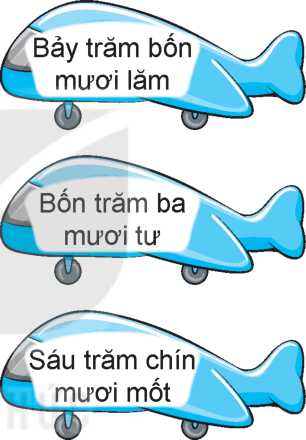 Bảy trăm bốn
mươi lăm
Bốn trăm ba
mươi tư
Sáu trăm chín
mươi mốt